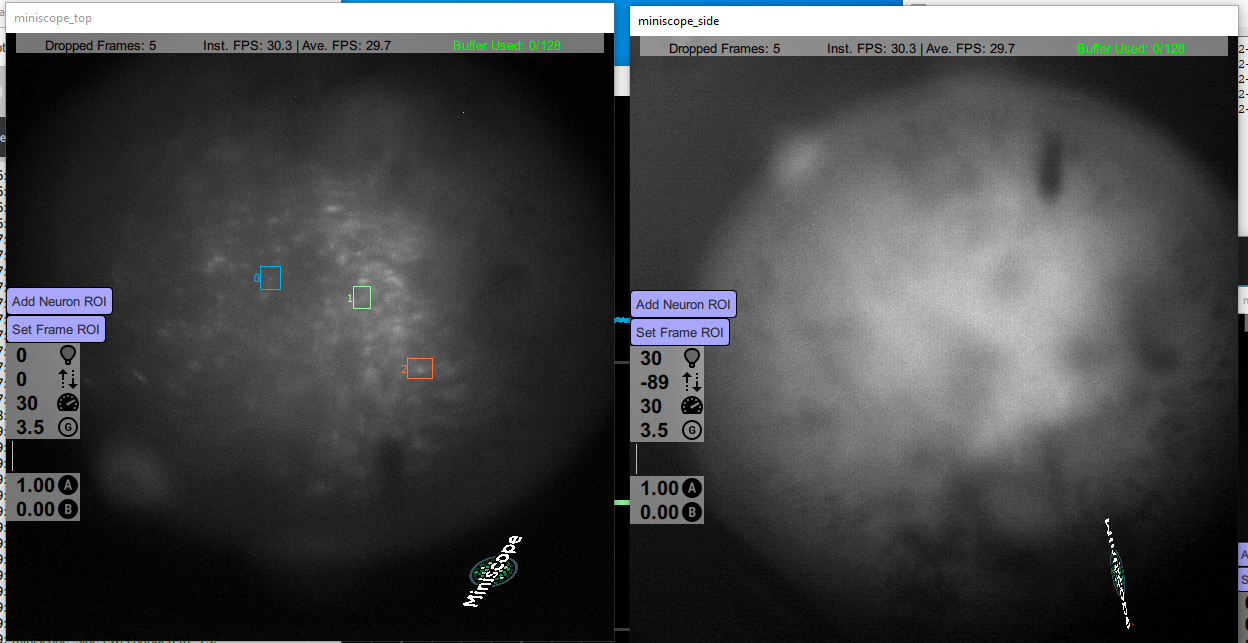 miniscope_top
Dropped Frames: 5
Inst. FPS: 30.3 | Ave. FPS: 29.7
Buffer Used: 0/128
0
1
2
Add Neuron ROI
Set Frame ROI
0
0
30
3.5 G
1.00 A
0.00 B
Miniscope
miniscope_side
Dropped Frames: 5
Inst. FPS: 30.3 | Ave. FPS: 29.7
Buffer Used: 0/128
Add Neuron ROI
Set Frame ROI
30
-89
30
3.5 G
1.00 A
0.00 B